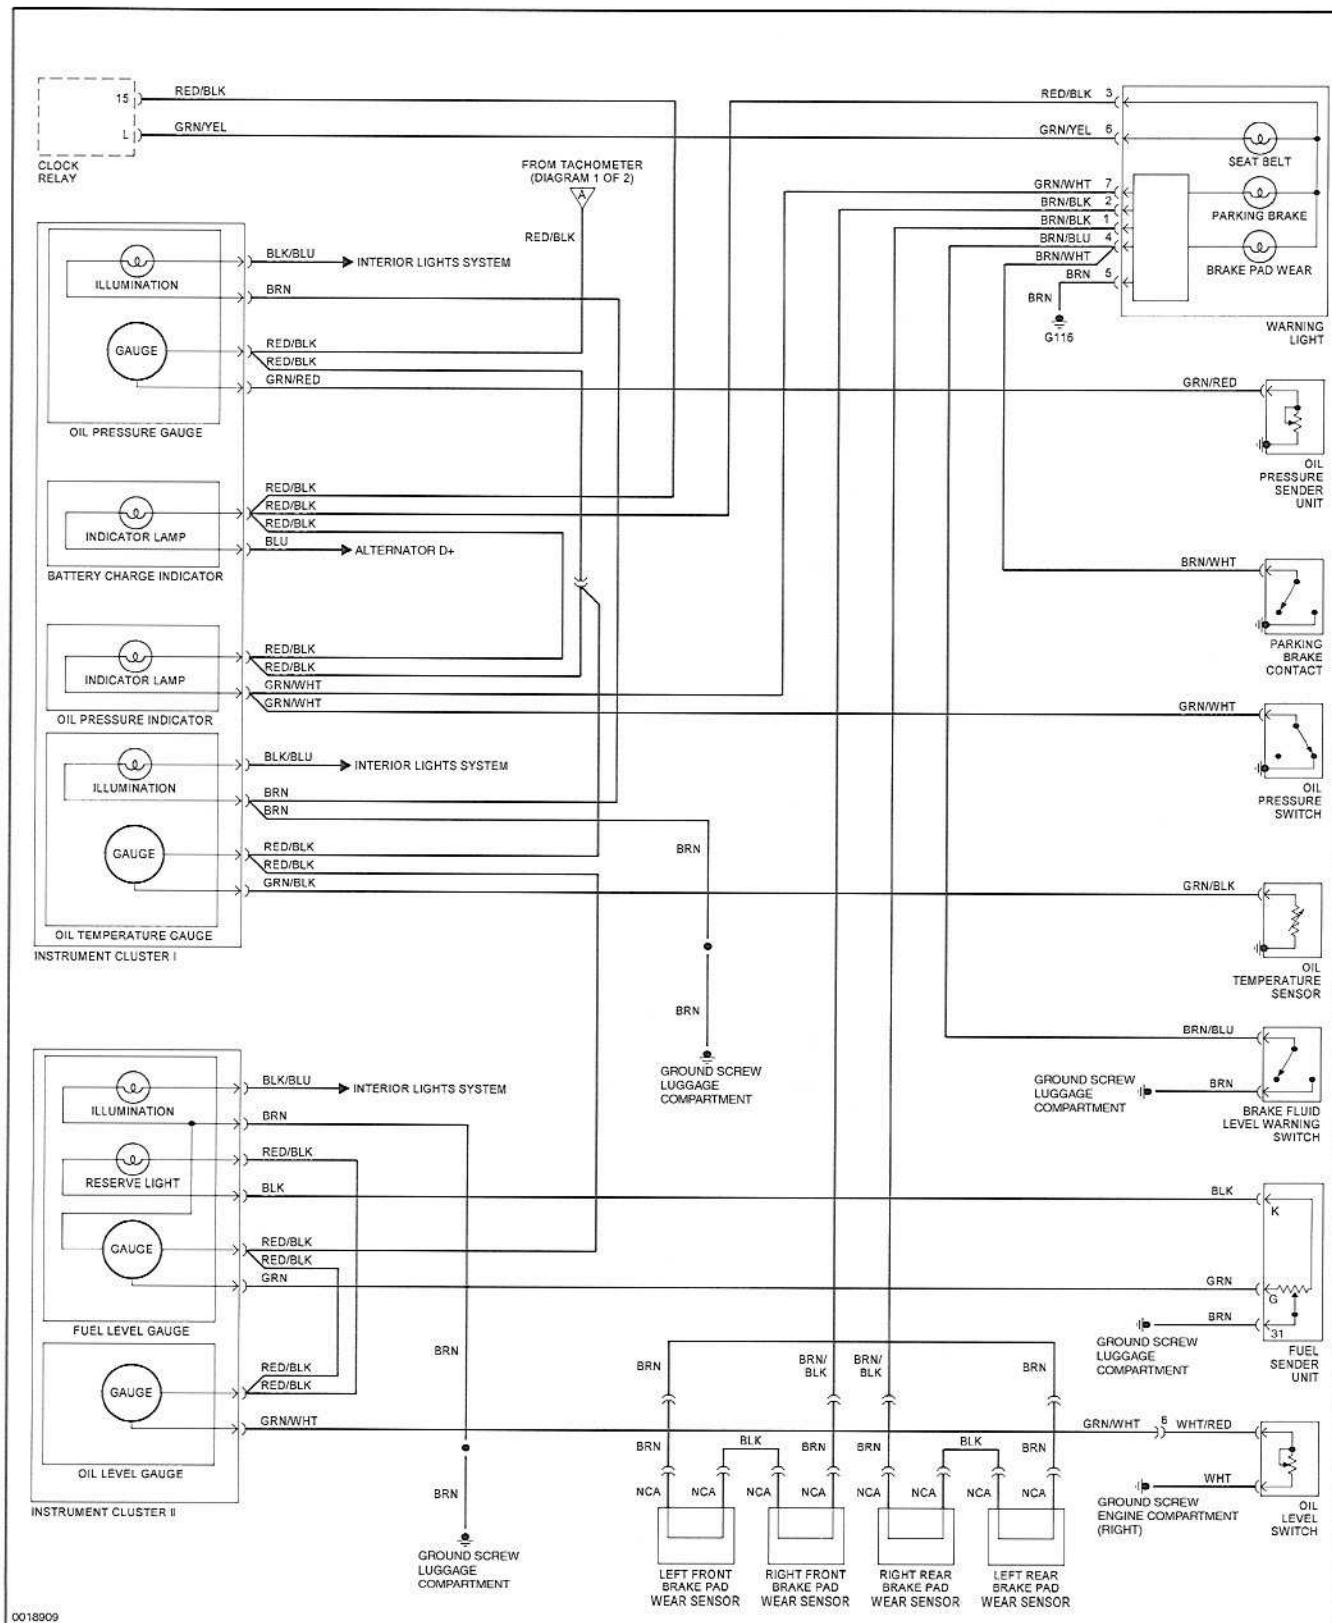 15
RED/BLK
L
GRN/YEL
CLOCK
RELAY
FROM TACHOMETER
(DIAGRAM 1 OF 2)
A
RED/BLK
RED/BLK 3
GRN/YEL 6
SEAT BELT
GRN/WHT 7
BRN/BLK 2
PARKING BRAKE
BRN/BLK 1
BRN/BLU 4
BRN/WHT
BRAKE PAD WEAR
BRN 5
BRN
G116
WARNING
LIGHT
BLK/BLU
INTERIOR LIGHTS SYSTEM
ILLUMINATION
BRN
GAUGE
RED/BLK
RED/BLK
GRN/RED
OIL PRESSURE GAUGE
GRN/RED
OIL
PRESSURE
SENDER
UNIT
RED/BLK
RED/BLK
RED/BLK
INDICATOR LAMP
BLU
ALTERNATOR D+
BATTERY CHARGE INDICATOR
BRN/WHT
PARKING
BRAKE
CONTACT
RED/BLK
RED/BLK
INDICATOR LAMP
GRN/WHT
GRN/WHT
OIL PRESSURE INDICATOR
GRN/WHT
OIL
PRESSURE
SWITCH
BLK/BLU
INTERIOR LIGHTS SYSTEM
ILLUMINATION
BRN
BRN
GAUGE
RED/BLK
RED/BLK
GRN/BLK
OIL TEMPERATURE GAUGE
INSTRUMENT CLUSTER I
BRN
BRN
GROUND SCREW
LUGGAGE
COMPARTMENT
GRN/BLK
OIL
TEMPERATURE
SENSOR
BRN/BLU
BRN
GROUND SCREW
LUGGAGE
COMPARTMENT
BRAKE FLUID
LEVEL WARNING
SWITCH
BLK/BLU
INTERIOR LIGHTS SYSTEM
ILLUMINATION
BRN
RED/BLK
RESERVE LIGHT
BLK
GAUGE
RED/BLK
RED/BLK
GRN
FUEL LEVEL GAUGE
BLK
K
GRN
G
BRN
31
GROUND SCREW
LUGGAGE
COMPARTMENT
FUEL
SENDER
UNIT
RED/BLK
GAUGE
RED/BLK
GRN/WHT
OIL LEVEL GAUGE
INSTRUMENT CLUSTER II
BRN
BRN
GROUND SCREW
LUGGAGE
COMPARTMENT
BRN
BRN/
BLK
BRN/
BLK
BRN
GRN/WHT 6 WHT/RED
WHT
GROUND SCREW
ENGINE COMPARTMENT
(RIGHT)
OIL
LEVEL
SWITCH
BRN BLK BRN BRN BLK BRN
NCA NCA NCA NCA NCA NCA NCA
LEFT FRONT
BRAKE PAD
WEAR SENSOR
RIGHT FRONT
BRAKE PAD
WEAR SENSOR
RIGHT REAR
BRAKE PAD
WEAR SENSOR
LEFT REAR
BRAKE PAD
WEAR SENSOR
0018909